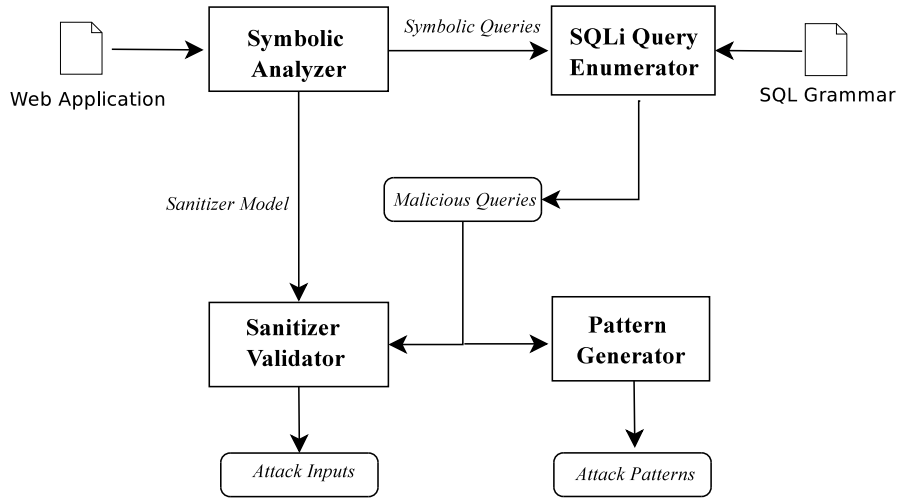 Symbolic Queries
Symbolic
Analyzer
SQLi Query
Enumerator
Web Application
SQL Grammar
Sanitizer Model
Malicious Queries
Sanitizer
Validator
Pattern
Generator
Attack Inputs
Attack Patterns